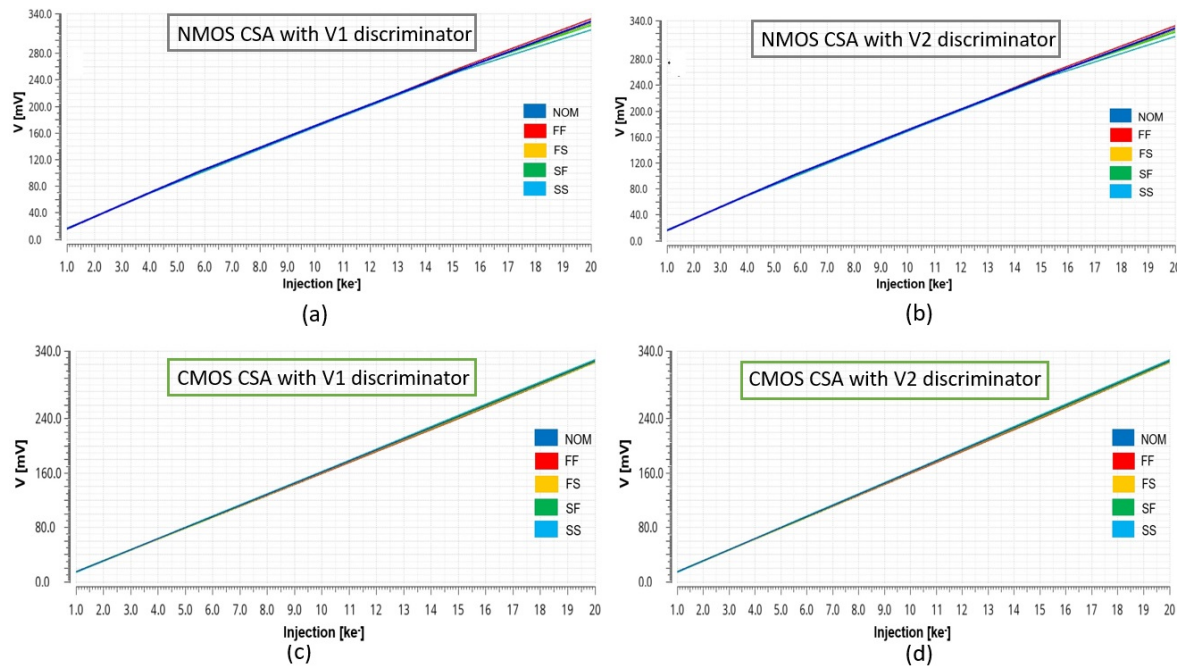 NMOS CSA with V1 discriminator
V [mV]
340.0
280.0
240.0
200.0
160.0
120.0
80.0
40.0
0.0
NOM
FF
FS
SF
SS
1.0 2.0 3.0 4.0 5.0 6.0 7.0 8.0 9.0 10 11 12 13 14 15 16 17 18 19 20
Injection [ke-]
(a)
NMOS CSA with V2 discriminator
V [mV]
340.0
280.0
240.0
200.0
160.0
120.0
80.0
40.0
0.0
NOM
FF
FS
SF
SS
1.0 2.0 3.0 4.0 5.0 6.0 7.0 8.0 9.0 10 11 12 13 14 15 16 17 18 19 20
Injection [ke-]
(b)
CMOS CSA with V1 discriminator
V [mV]
340.0
240.0
160.0
80.0
0.0
NOM
FF
FS
SF
SS
1.0 2.0 3.0 4.0 5.0 6.0 7.0 8.0 9.0 10 11 12 13 14 15 16 17 18 19 20
Injection [ke-]
(c)
CMOS CSA with V2 discriminator
V [mV]
340.0
240.0
160.0
80.0
0.0
NOM
FF
FS
SF
SS
1.0 2.0 3.0 4.0 5.0 6.0 7.0 8.0 9.0 10 11 12 13 14 15 16 17 18 19 20
Injection [ke-]
(d)